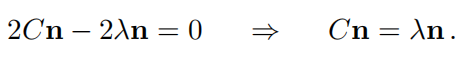 2Cn − 2λn = 0 ⇒ Cn = λn.